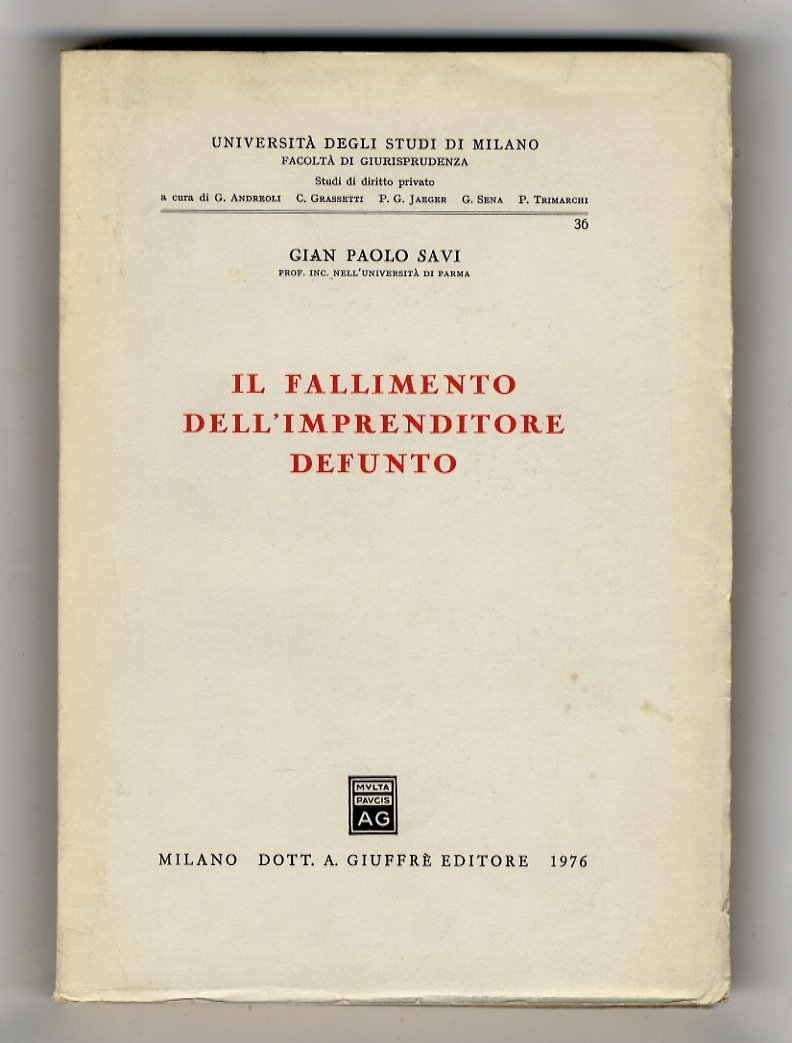 UNIVERSITÀ DEGLI STUDI DI MILANO
FACOLTÀ DI GIURISPRUDENZA
Studi di diritto privato
a cura di G. ANDREOLI C. GRASSETTI P. G. JAEGER G. SENA P. TRIMARCHI
36
GIAN PAOLO SAVI
PROF. INC. NELL'UNIVERSITÀ DI PARMA
IL FALLIMENTO
DELL'IMPRENDITORE
DEFUNTO
MVLTA
PAVCIS
AG
MILANO DOTT. A. GIUFFRÈ EDITORE 1976